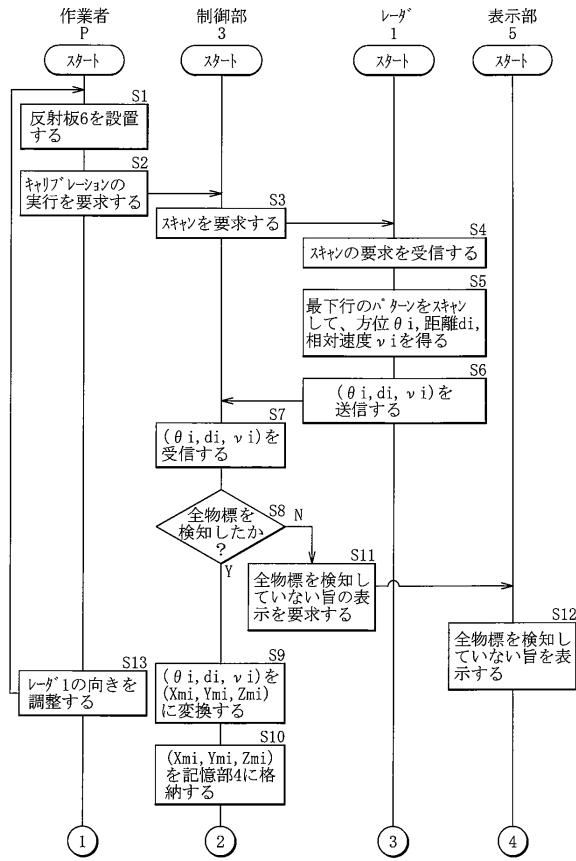 作業者
P
制御部
3
ﾚｰﾀﾞ
1
表示部
5
ｽﾀｰﾄ
ｽﾀｰﾄ
ｽﾀｰﾄ
ｽﾀｰﾄ
S1
反射板6を設置
する
S2
ｷｬﾘﾌﾞﾚｰｼｮﾝの
実行を要求する
S3
ｽｷｬﾝを要求する
S4
ｽｷｬﾝの要求を受信する
S5
最下行のﾊﾟﾀｰﾝをｽｷｬﾝ
して、方位θi,距離di,
相対速度νiを得る
S6
(θi,di,νi)を
送信する
S7
(θi,di,νi)を
受信する
S8
全物標を
検知したか
?
N
Y
S11
全物標を検知し
ていない旨の表
示を要求する
S12
全物標を検知し
ていない旨を表
示する
S9
(θi,di,νi)を
(Xmi,Ymi,Zmi)
に変換する
S13
ﾚｰﾀﾞ1の向きを
調整する
S10
(Xmi,Ymi,Zmi)
を記憶部4に格
納する
1
2
3
4